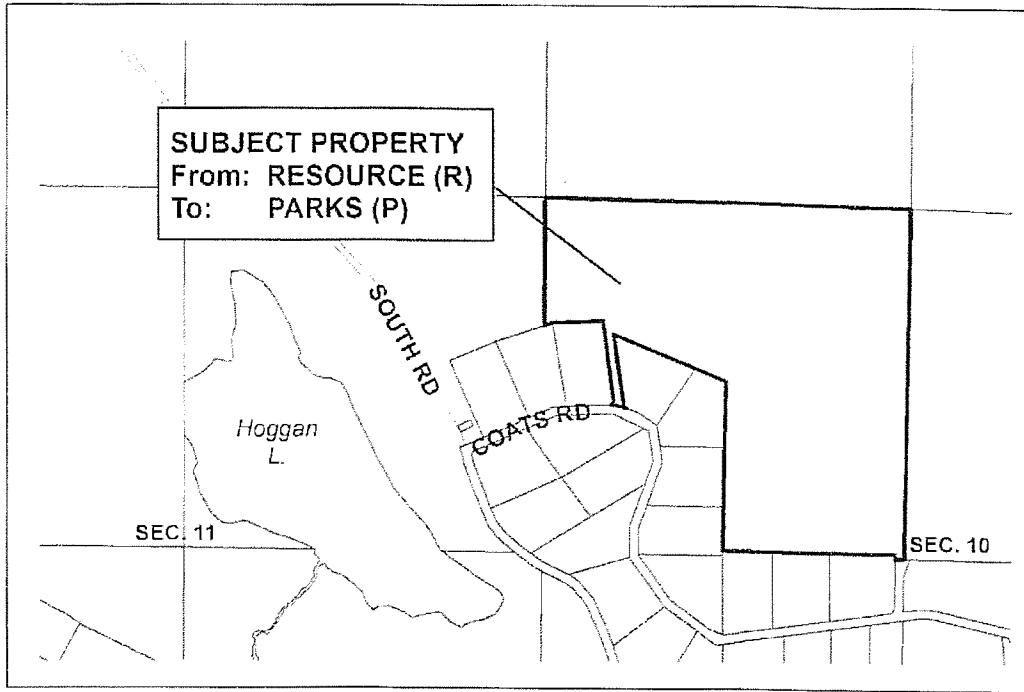 SUBJECT PROPERTY
From: RESOURCE (R)
To: PARKS (P)
SOUTH RD
COATS RD
Hoggan
L.
SEC. 11
SEC. 10